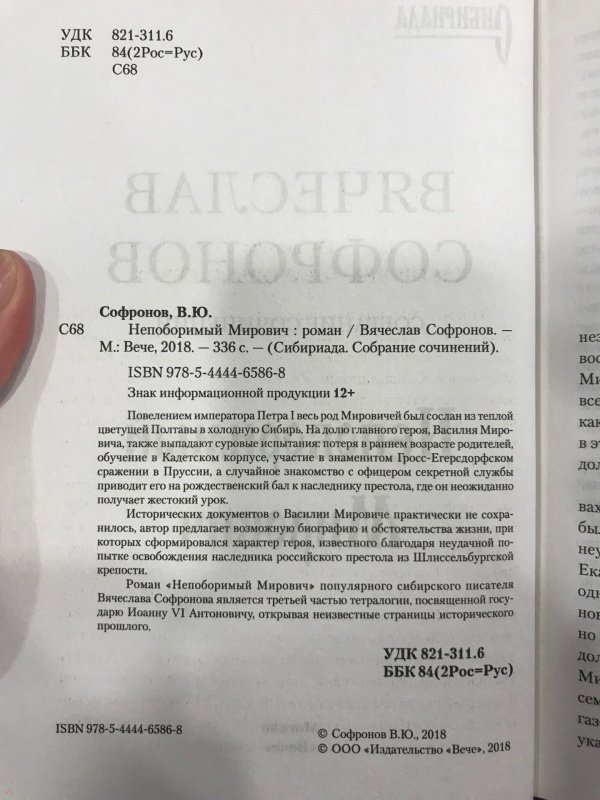 СИБИРИАДА
УДК 821-311.6
ББК 84(2Рос=Рус)
С68
ВЯЧЕСЛАВ
СОФРОНОВ
Софронов, В.Ю.
С68 Непоборимый Мирович : роман / Вячеслав Софронов. —
М.: Вече, 2018. — 336 с. — (Сибириада. Собрание сочинений).
ISBN 978-5-4444-6586-8
Знак информационной продукции 12+
Повелением императора Петра I весь род Мировичей был сослан из теплой
цветущей Полтавы в холодную Сибирь. На долю главного героя, Василия Миро-
вича, также выпадают суровые испытания: потеря в раннем возрасте родителей,
обучение в Кадетском корпусе, участие в знаменитом Гросс-Егерсдорфском
сражении в Пруссии, а случайное знакомство с офицером секретной службы
приводит его на рождественский бал к наследнику престола, где он неожиданно
получает жестокий урок.
Исторических документов о Василии Мировиче практически не сохра-
нилось, автор предлагает возможную биографию и обстоятельства жизни, при
которых сформировался характер героя, известного благодаря неудачной по-
пытке освобождения наследника российского престола из Шлиссельбургской
крепости.
Роман «Непоборимый Мирович» популярного сибирского писателя
Вячеслава Софронова является третьей частью тетралогии, посвященной госу-
дарю Иоанну VI Антоновичу, открывая неизвестные страницы исторического
прошлого.
УДК 821-311.6
ББК 84(2Рос=Рус)
ISBN 978-5-4444-6586-8
© Софронов В.Ю., 2018
© ООО «Издательство «Вече», 2018